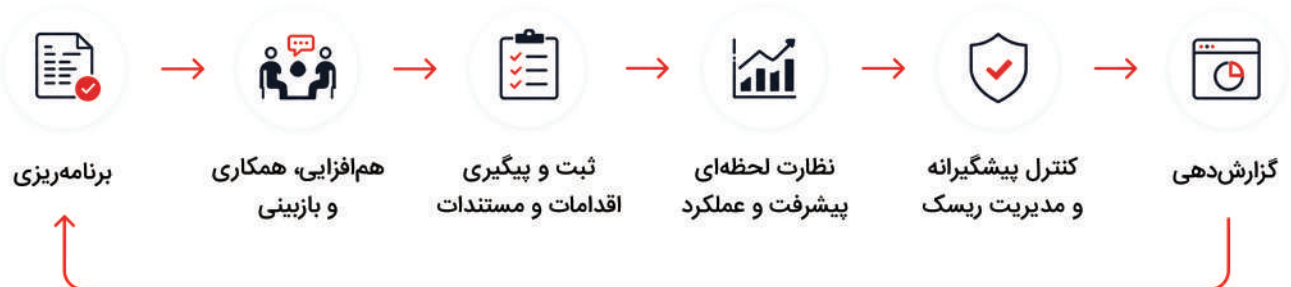 برنامه‌ریزی
هم‌افزایی، همکاری
و بازبینی
ثبت و پیگیری
اقدامات و مستندات
نظارت لحظه‌ای
پیشرفت و عملکرد
کنترل پیشگیرانه
و مدیریت ریسک
گزارش‌دهی